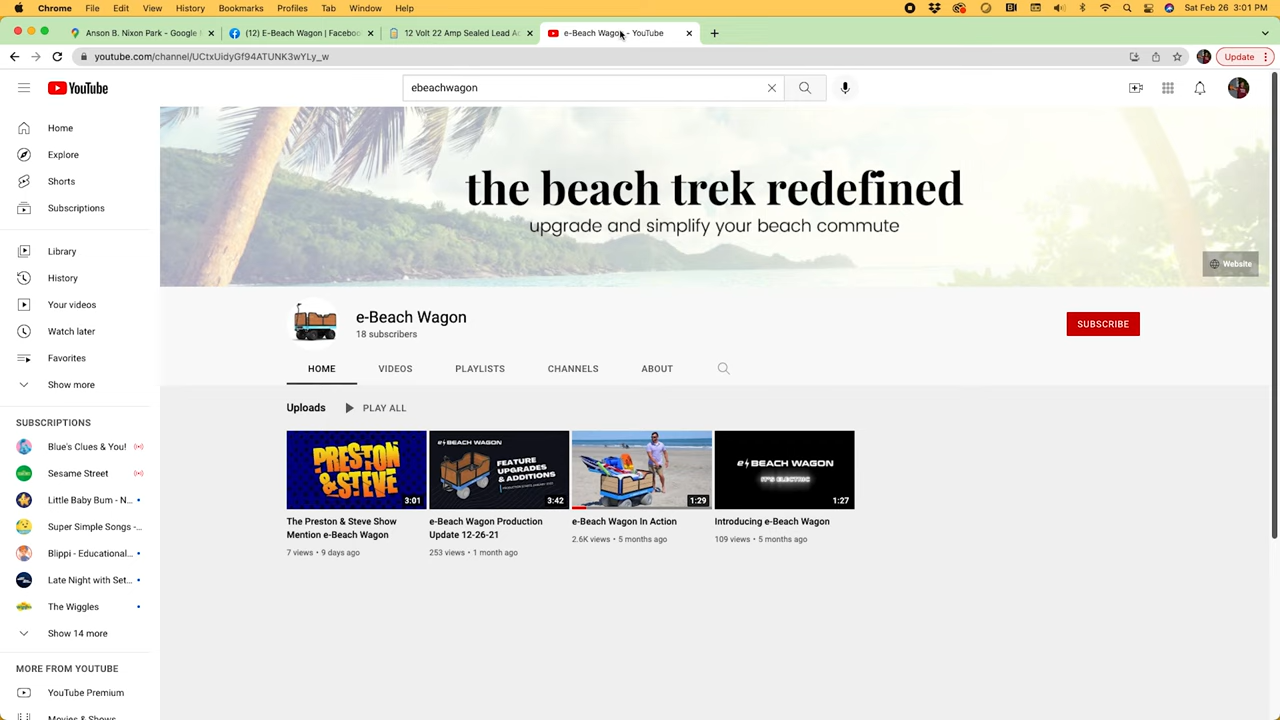 Chrome File Edit View History Bookmarks Profiles Tab Window Help Sat Feb 26 3:01 PM
Anson B. Nixon Park - Google M
(12) E-Beach Wagon | Faceboo
12 Volt 22 Amp Sealed Lead Ac
e-Beach Wagon - YouTube
youtube.com/channel/UCtxUidyGf94ATUNK3wYLy_w
Update
YouTube
ebeachwagon
Home
Explore
Shorts
Subscriptions
Library
History
Your videos
Watch later
Favorites
Show more
SUBSCRIPTIONS
Blue's Clues & You!
Sesame Street
Little Baby Bum - N...
Super Simple Songs -...
Blippi - Educational...
Late Night with Set...
The Wiggles
Show 14 more
MORE FROM YOUTUBE
YouTube Premium
Movies & Shows
the beach trek redefined
upgrade and simplify your beach commute
Website
e-Beach Wagon
18 subscribers
SUBSCRIBE
HOME VIDEOS PLAYLISTS CHANNELS ABOUT
Uploads PLAY ALL
PRESTON
& STEVE
3:01
The Preston & Steve Show
Mention e-Beach Wagon
7 views • 9 days ago
e BEACH WAGON
FEATURE
UPGRADES
& ADDITIONS
3:42
e-Beach Wagon Production
Update 12-26-21
253 views • 1 month ago
1:29
e-Beach Wagon In Action
2.6K views • 5 months ago
e BEACH WAGON
IT'S ELECTRIC
1:27
Introducing e-Beach Wagon
109 views • 5 months ago